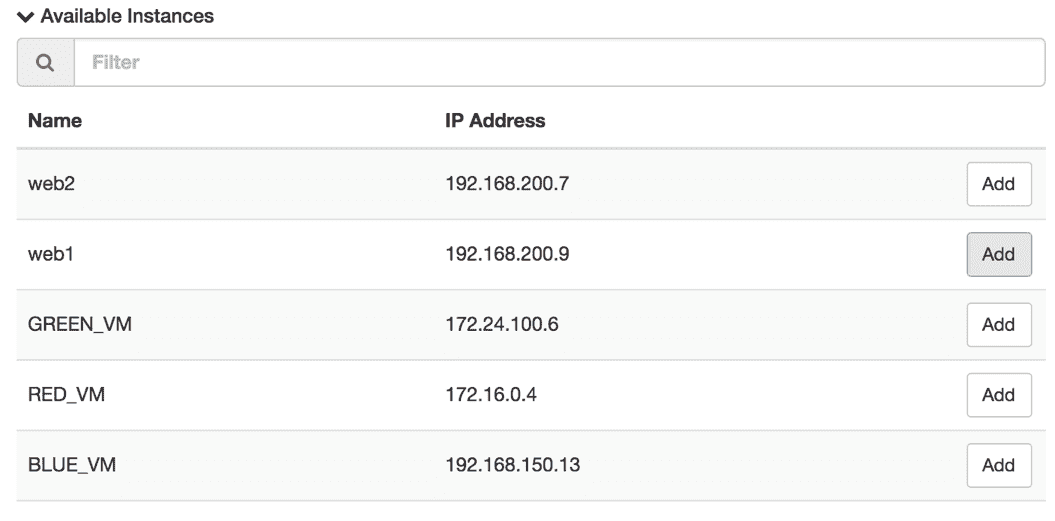 Available Instances
Filter
Name IP Address
web2 192.168.200.7 Add
web1 192.168.200.9 Add
GREEN_VM 172.24.100.6 Add
RED_VM 172.16.0.4 Add
BLUE_VM 192.168.150.13 Add